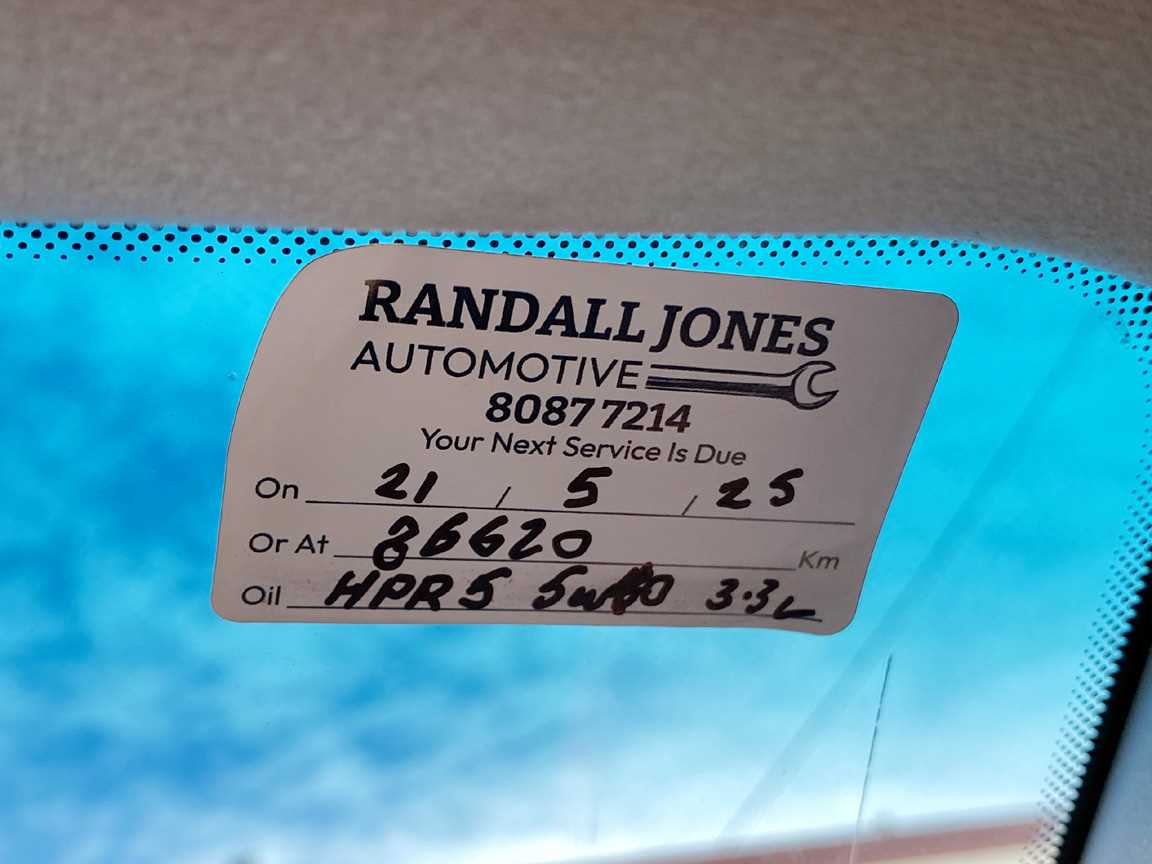 RANDALL JONES
AUTOMOTIVE
8087 7214
Your Next Service Is Due
On 21 / 5 / 25
Or At 86620 Km
Oil HPR5 3.3L